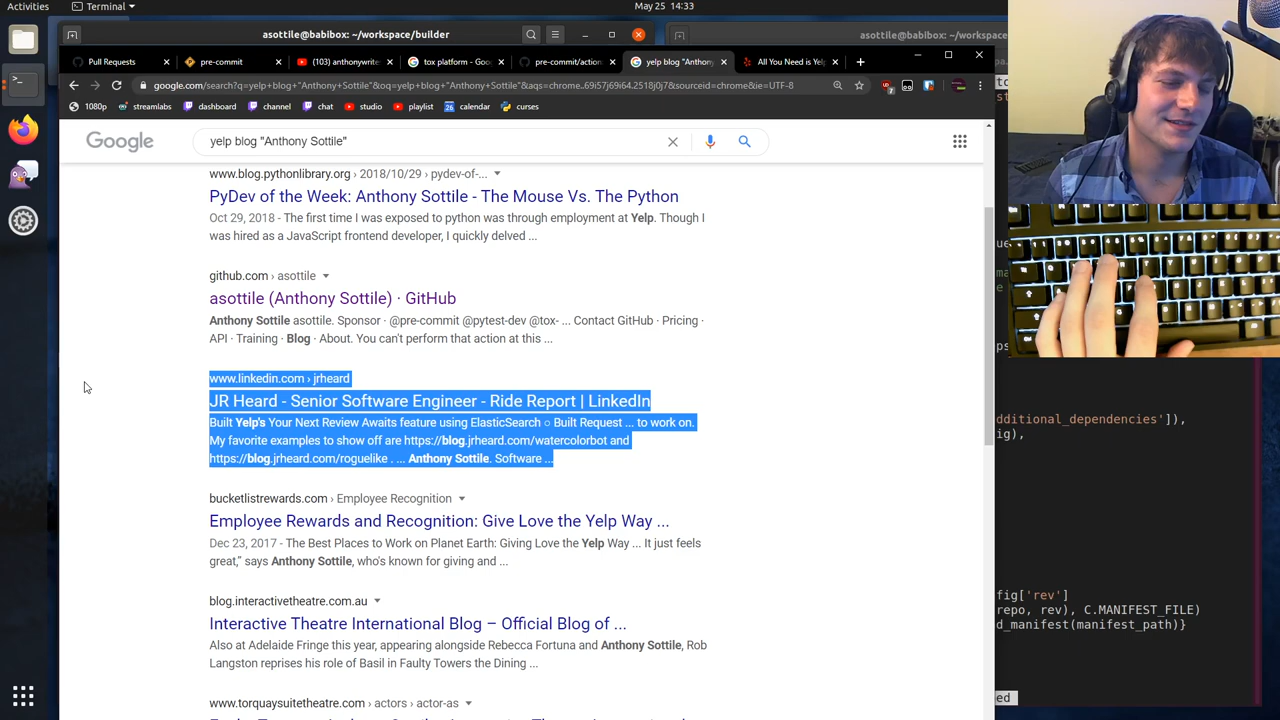 Activities
Terminal
May 25 14:33
asottile@babibox: ~/workspace/builder
asottile@babibox: ~/works
Pull Requests
pre-commit
(103) anthonywrite
tox platform - Goo
pre-commit/action
yelp blog "Anthony
All You Need is Yelp
google.com/search?q=yelp+blog+"Anthony+Sottile"&oq=yelp+blog+"Anthony+Sottile"&aqs=chrome..69i57j69i64.2518j0j7&sourceid=chrome&ie=UTF-8
1080p
streamlabs
dashboard
channel
chat
studio
playlist
26
calendar
curses
Google
yelp blog "Anthony Sottile"
www.blog.pythonlibrary.org › 2018/10/29 › pydev-of-...
PyDev of the Week: Anthony Sottile - The Mouse Vs. The Python
Oct 29, 2018 - The first time I was exposed to python was through employment at Yelp. Though I
was hired as a JavaScript frontend developer, I quickly delved ...
github.com › asottile
asottile (Anthony Sottile) · GitHub
Anthony Sottile asottile. Sponsor · @pre-commit @pytest-dev @tox- ... Contact GitHub · Pricing ·
API · Training · Blog · About. You can't perform that action at this ...
www.linkedin.com › jrheard
JR Heard - Senior Software Engineer - Ride Report | LinkedIn
Built Yelp's Your Next Review Awaits feature using ElasticSearch ○ Built Request ... to work on.
My favorite examples to show off are https://blog.jrheard.com/watercolorbot and
https://blog.jrheard.com/roguelike . ... Anthony Sottile. Software ...
bucketlistrewards.com › Employee Recognition
Employee Rewards and Recognition: Give Love the Yelp Way ...
Dec 23, 2017 - The Best Places to Work on Planet Earth: Giving Love the Yelp Way ... It just feels
great," says Anthony Sottile, who's known for giving and ...
blog.interactivetheatre.com.au
Interactive Theatre International Blog – Official Blog of ...
Also at Adelaide Fringe this year, appearing alongside Rebecca Fortuna and Anthony Sottile, Rob
Langston reprises his role of Basil in Faulty Towers the Dining ...
www.torquaysuitetheatre.com › actors › actor-as
dditional_dependencies']),
ig),
fig['rev']
repo, rev), C.MANIFEST_FILE)
d_manifest(manifest_path)}
ed